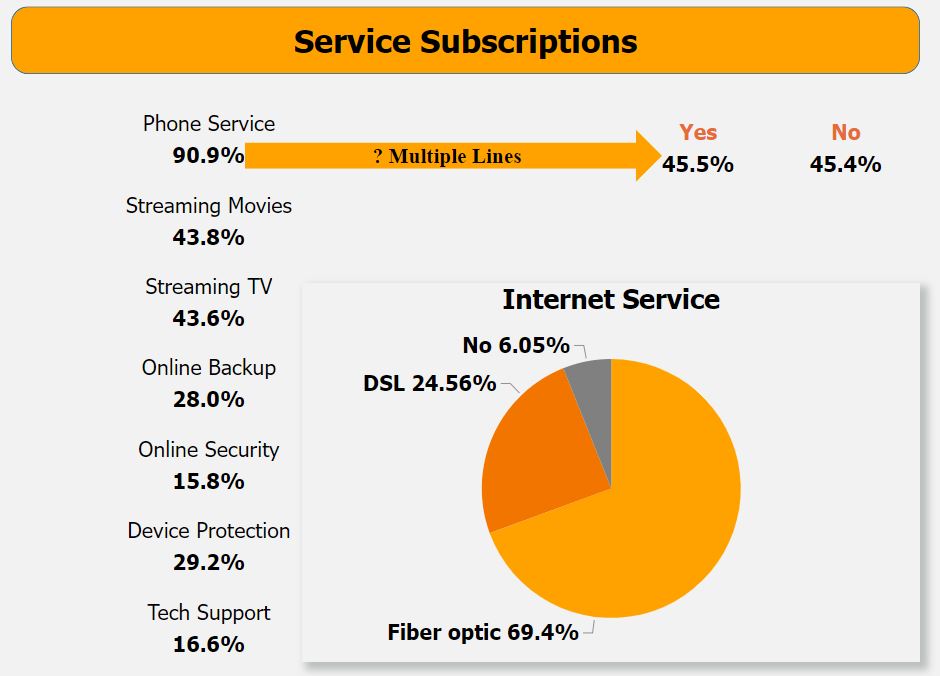 Service Subscriptions
Phone Service
90.9%
? Multiple Lines
Yes
45.5%
No
45.4%
Streaming Movies
43.8%
Streaming TV
43.6%
Online Backup
28.0%
Online Security
15.8%
Device Protection
29.2%
Tech Support
16.6%
Internet Service
No 6.05%
DSL 24.56%
Fiber optic 69.4%